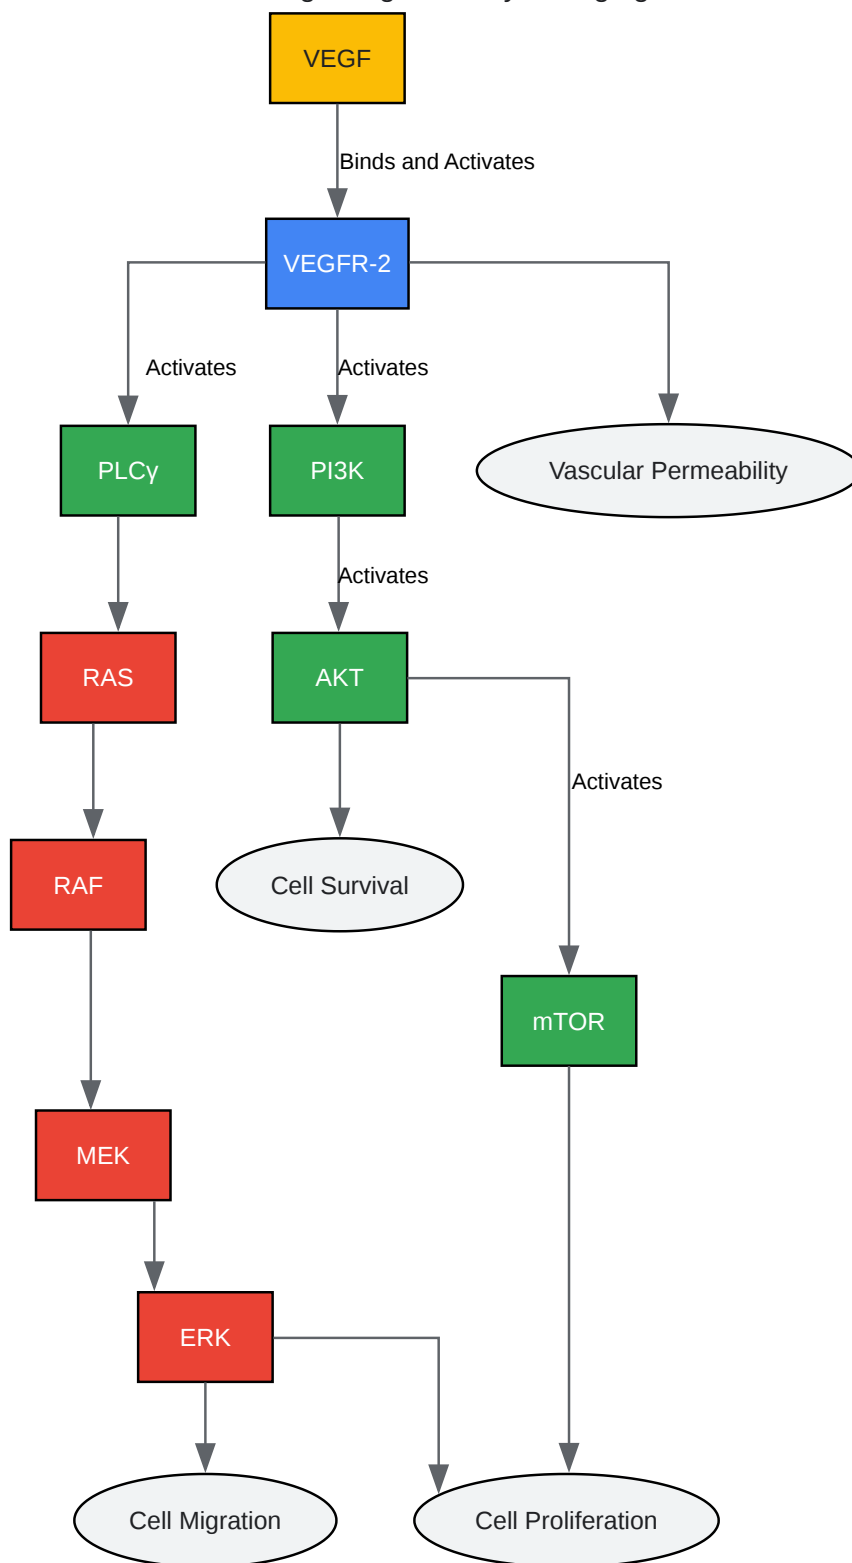 VEGF
Binds and Activates
VEGFR-2
Activates
Activates
PLCγ
PI3K
Vascular Permeability
Activates
RAS
AKT
Activates
RAF
Cell Survival
mTOR
MEK
ERK
Cell Migration
Cell Proliferation